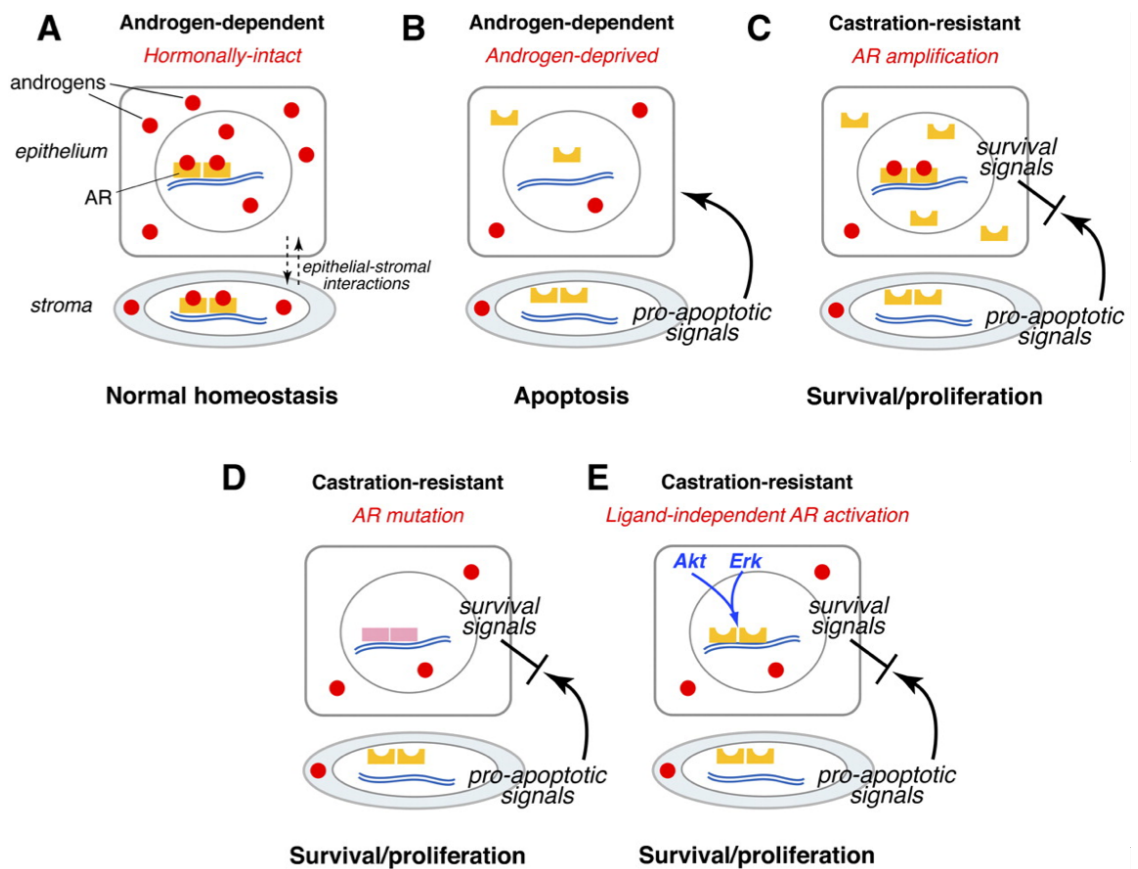 A
Androgen-dependent
Hormonally-intact
androgens
epithelium
AR
epithelial-stromal
interactions
stroma
Normal homeostasis
B
Androgen-dependent
Androgen-deprived
pro-apoptotic
signals
Apoptosis
C
Castration-resistant
AR amplification
survival
signals
pro-apoptotic
signals
Survival/proliferation
D
Castration-resistant
AR mutation
survival
signals
pro-apoptotic
signals
Survival/proliferation
E
Castration-resistant
Ligand-independent AR activation
Akt Erk
survival
signals
pro-apoptotic
signals
Survival/proliferation